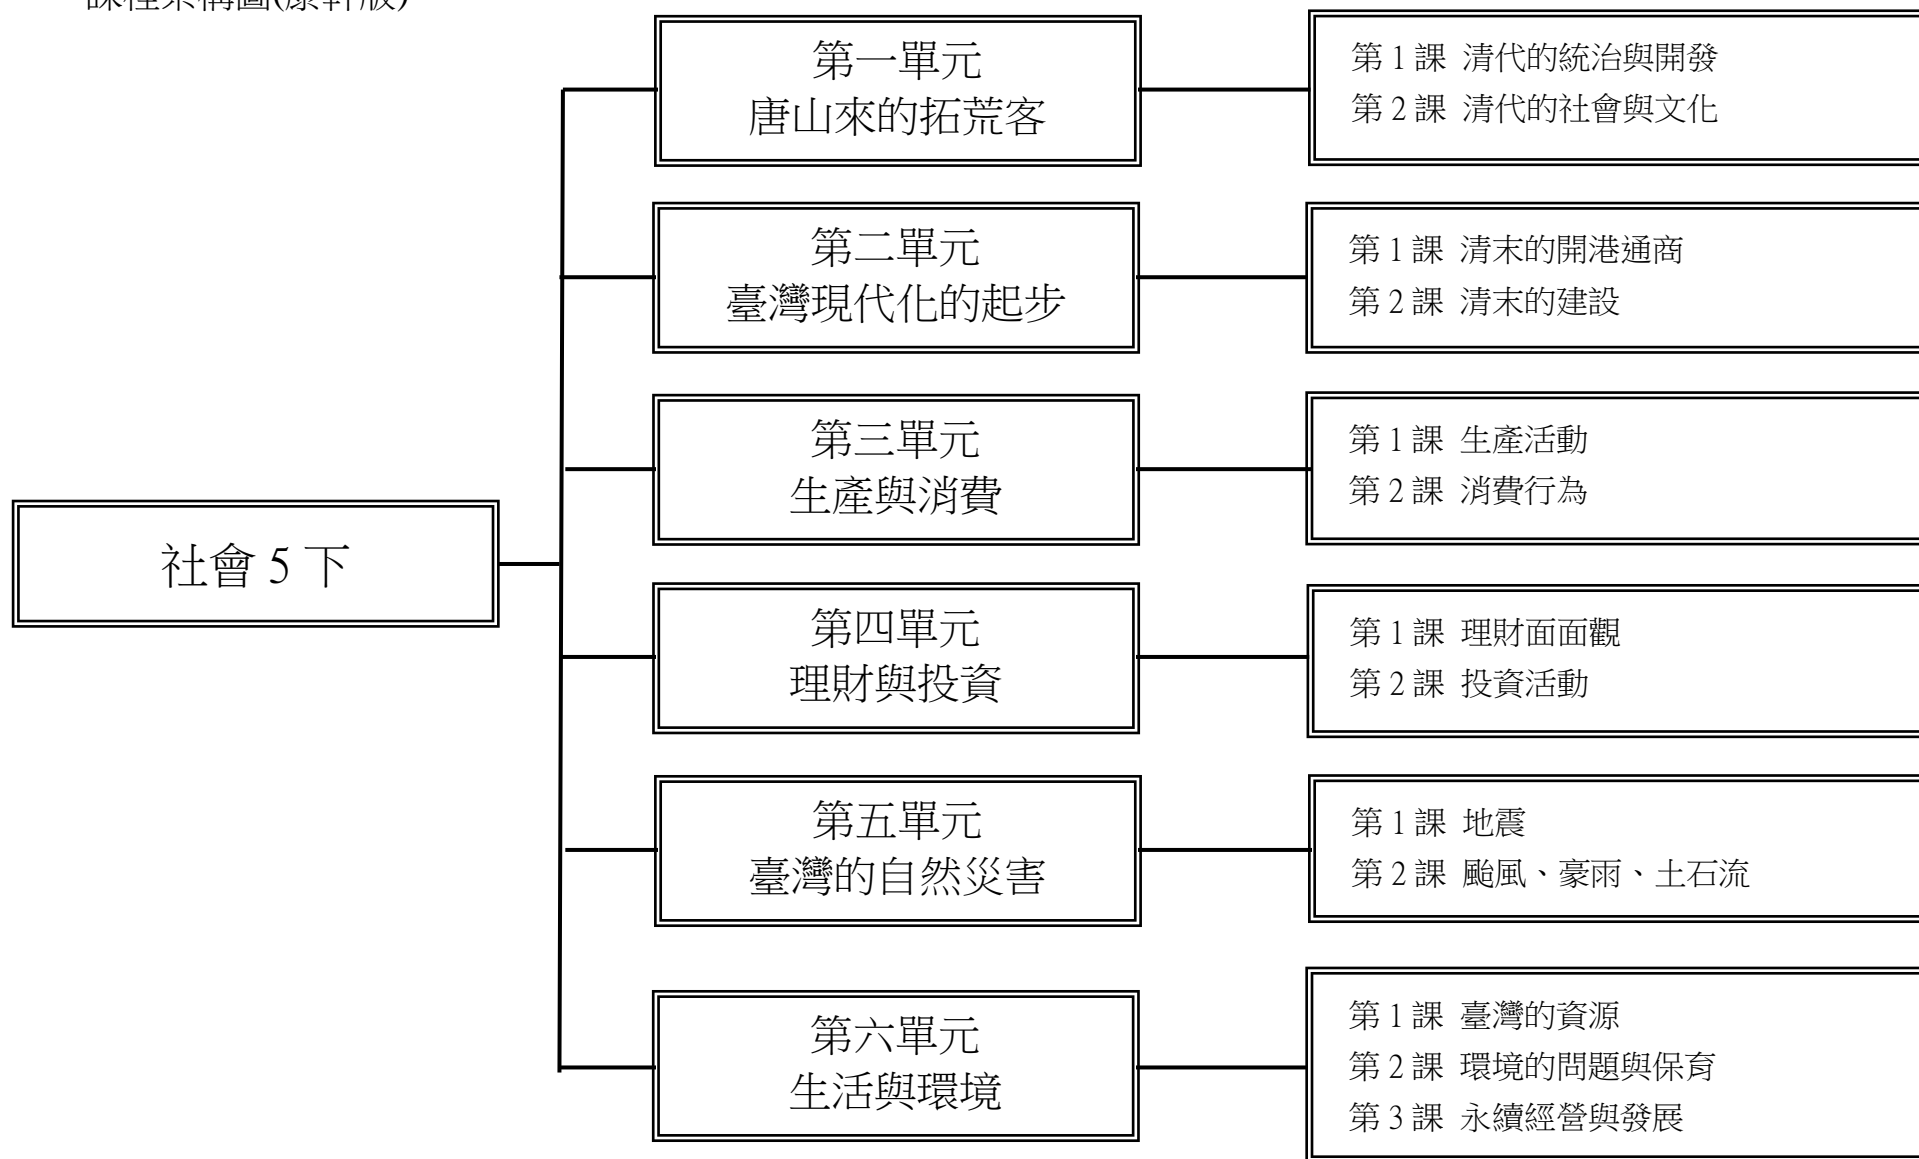 課程架構圖(康軒版)
社會 5 下
第一單元
唐山來的拓荒客
第 1 課 清代的統治與開發
第 2 課 清代的社會與文化
第二單元
臺灣現代化的起步
第 1 課 清末的開港通商
第 2 課 清末的建設
第三單元
生產與消費
第 1 課 生產活動
第 2 課 消費行為
第四單元
理財與投資
第 1 課 理財面面觀
第 2 課 投資活動
第五單元
臺灣的自然災害
第 1 課 地震
第 2 課 颱風、豪雨、土石流
第六單元
生活與環境
第 1 課 臺灣的資源
第 2 課 環境的問題與保育
第 3 課 永續經營與發展